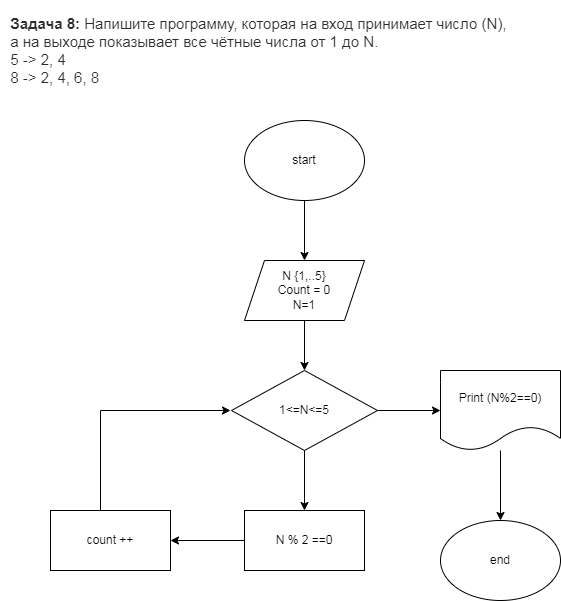 Задача 8: Напишите программу, которая на вход принимает число (N),
а на выходе показывает все чётные числа от 1 до N.
5 -> 2, 4
8 -> 2, 4, 6, 8
start
N {1,..5}
Count = 0
N=1
1<=N<=5
Print (N%2==0)
count ++
N % 2 ==0
end